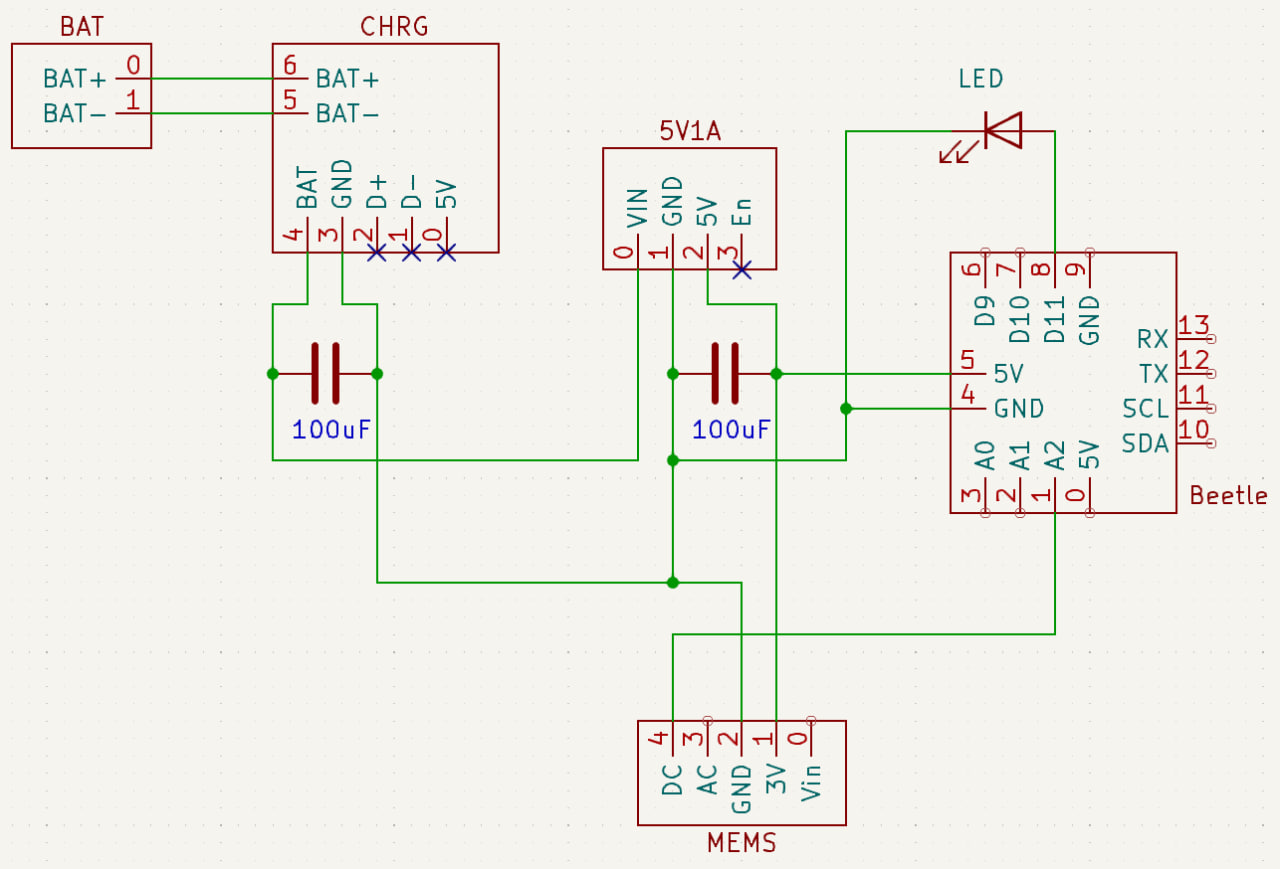 BAT
0
BAT+
1
BAT-
CHRG
6
BAT+
5
BAT-
BAT
GND
D+
D-
5V
4
3
2
1
0
100uF
5V1A
VIN
GND
5V
En
0
1
2
3
100uF
LED
6
7
8
9
D9
D10
D11
GND
5
5V
4
GND
RX
13
TX
12
SCL
11
SDA
10
A0
A1
A2
5V
3
2
1
0
Beetle
4
3
2
1
0
DC
AC
GND
3V
Vin
MEMS